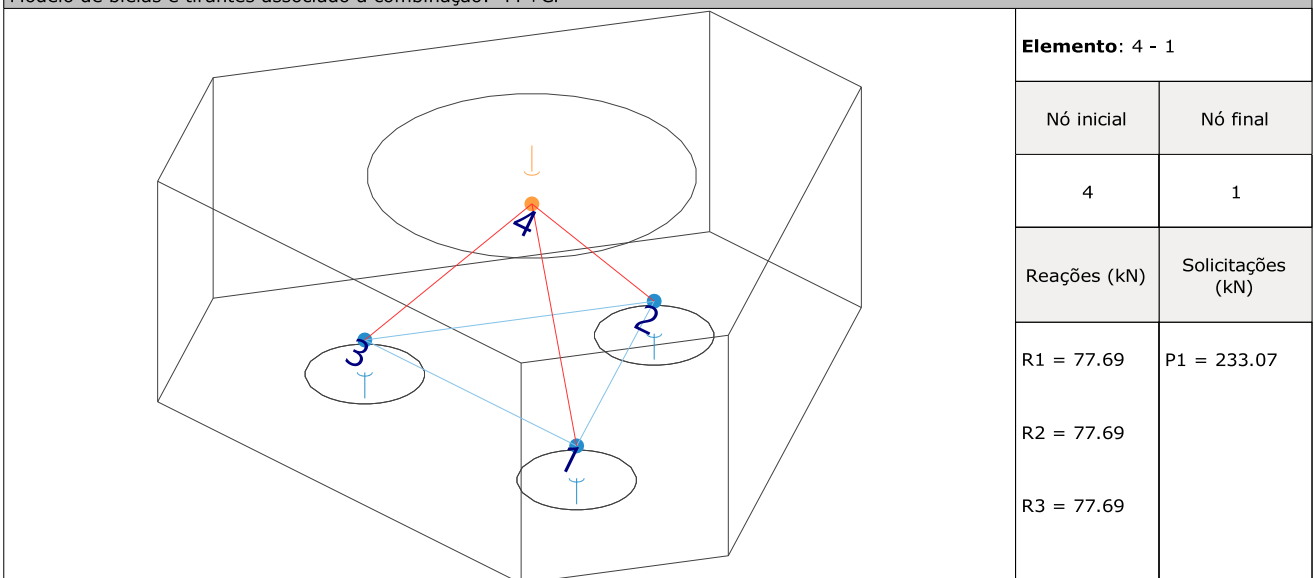 Elemento: 4 - 1
Nó inicial
Nó final
4
1
Reações (kN)
Solicitações
(kN)
R1 = 77.69
P1 = 233.07
R2 = 77.69
R3 = 77.69
4
2
3
1